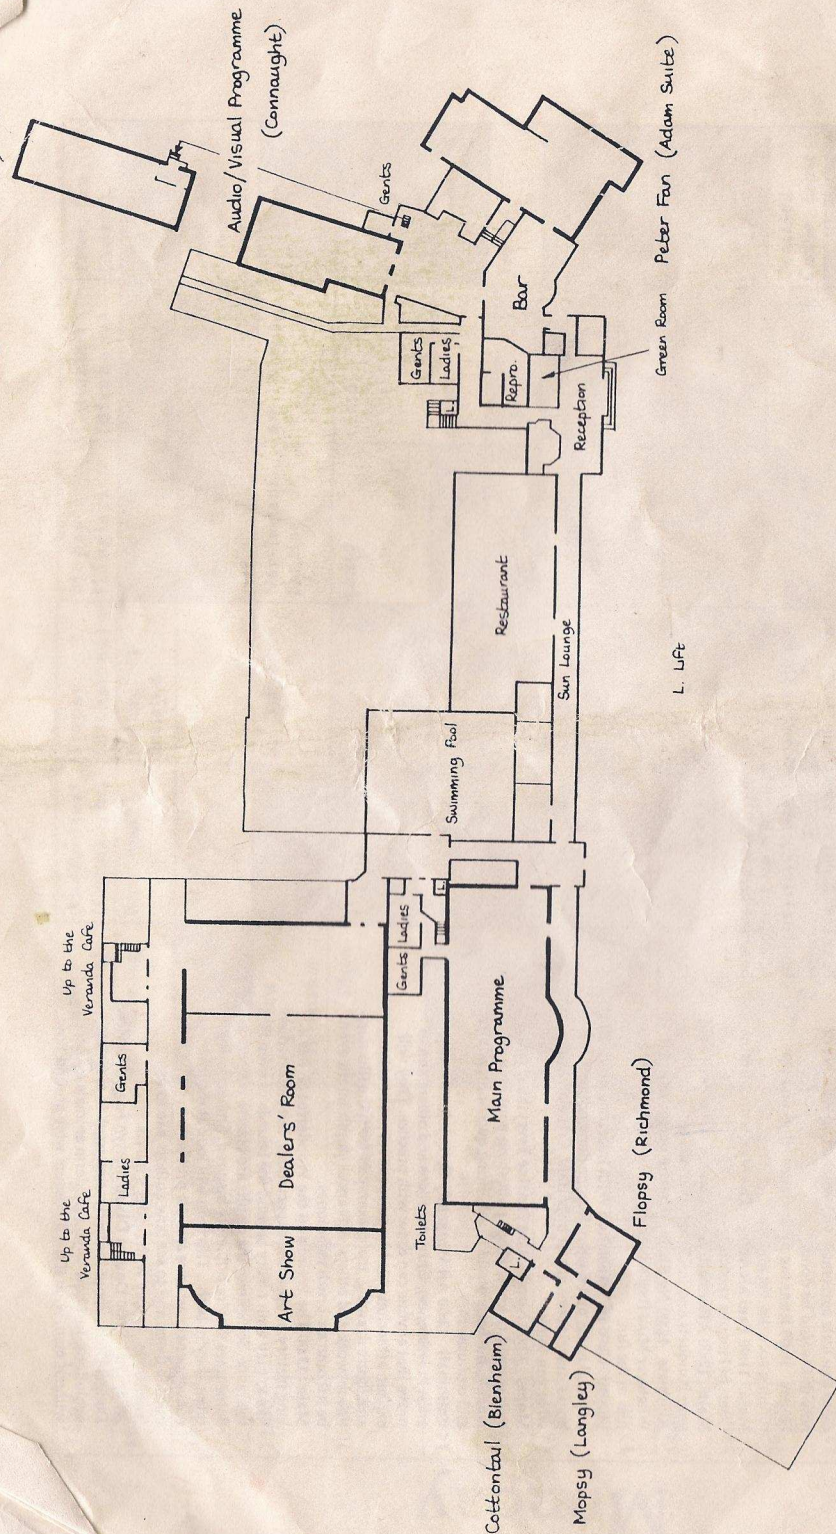 Up to the
Veranda Cafe
Ladies
Gents
Up to the
Veranda Cafe
Art Show
Dealers' Room
Toilets
Gents
Ladies
L
Main Programme
Cottontail (Blenheim)
L
Mopsy (Langley)
Flopsy (Richmond)
Swimming Pool
Restaurant
Sun Lounge
L. Lift
L
Gents
Ladies
Repro.
Reception
Bar
Green Room
Peter Pan (Adam Suite)
Gents
Audio/Visual Programme
(Connaught)